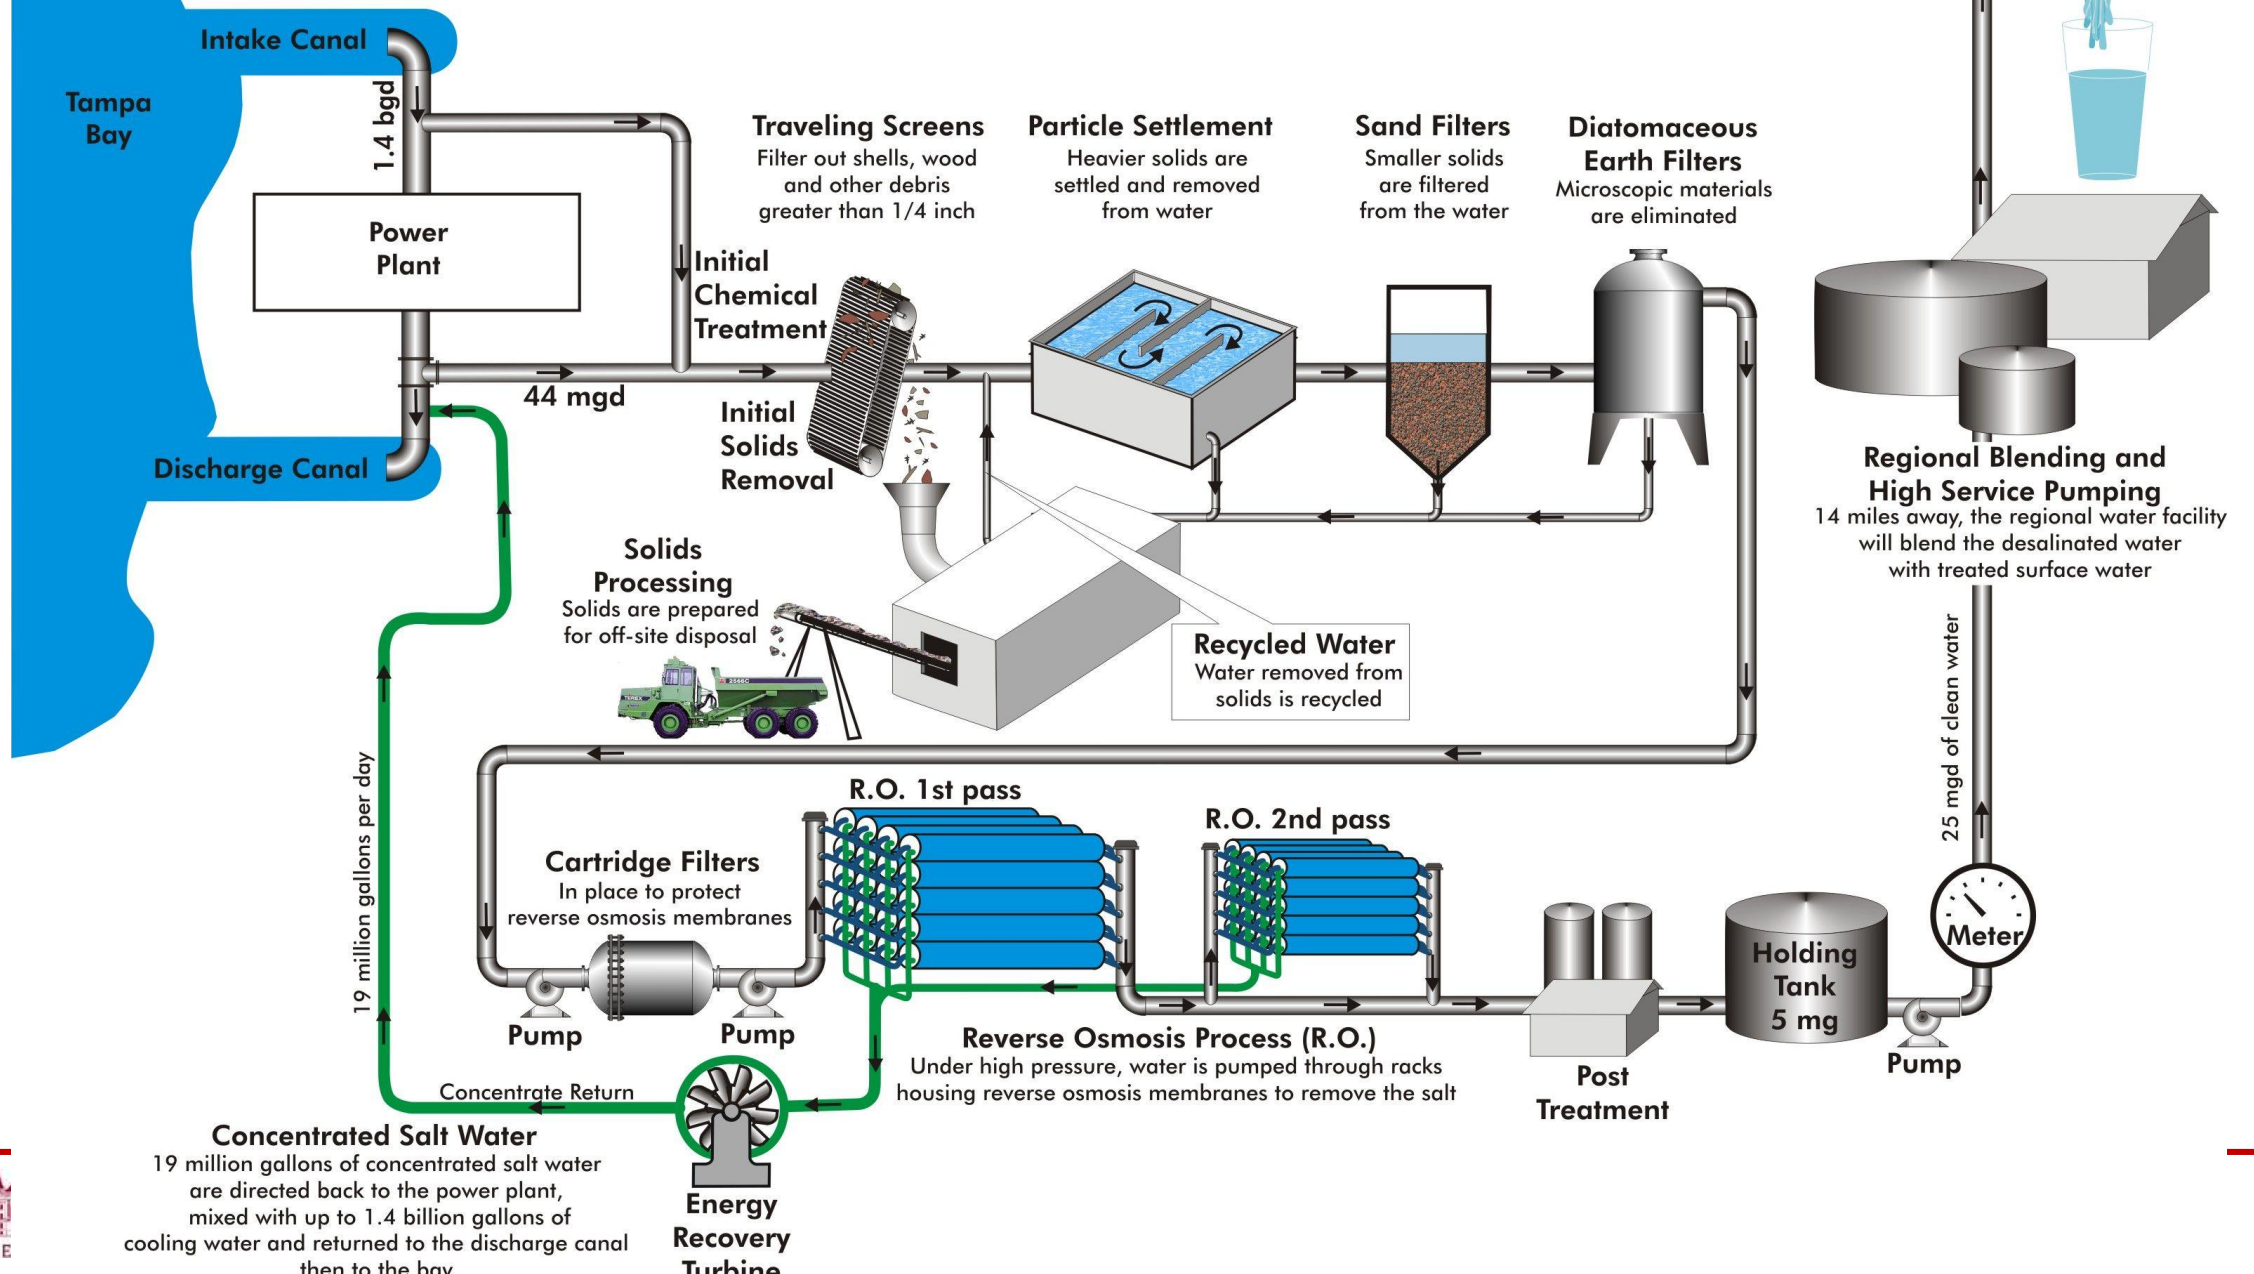 Intake Canal
Tampa
Bay
1.4 bgd
Power
Plant
44 mgd
Discharge Canal
Initial
Chemical
Treatment
Traveling Screens
Filter out shells, wood
and other debris
greater than 1/4 inch
Initial
Solids
Removal
Particle Settlement
Heavier solids are
settled and removed
from water
Sand Filters
Smaller solids
are filtered
from the water
Diatomaceous
Earth Filters
Microscopic materials
are eliminated
Regional Blending and
High Service Pumping
14 miles away, the regional water facility
will blend the desalinated water
with treated surface water
Solids
Processing
Solids are prepared
for off-site disposal
2566C
Recycled Water
Water removed from
solids is recycled
25 mgd of clean water
19 million gallons per day
Cartridge Filters
In place to protect
reverse osmosis membranes
Pump
Pump
R.O. 1st pass
R.O. 2nd pass
Reverse Osmosis Process (R.O.)
Under high pressure, water is pumped through racks
housing reverse osmosis membranes to remove the salt
Post
Treatment
Holding
Tank
5 mg
Meter
Pump
Concentrate Return
Concentrated Salt Water
19 million gallons of concentrated salt water
are directed back to the power plant,
mixed with up to 1.4 billion gallons of
cooling water and returned to the discharge canal
then to the bay
Energy
Recovery
Turbine